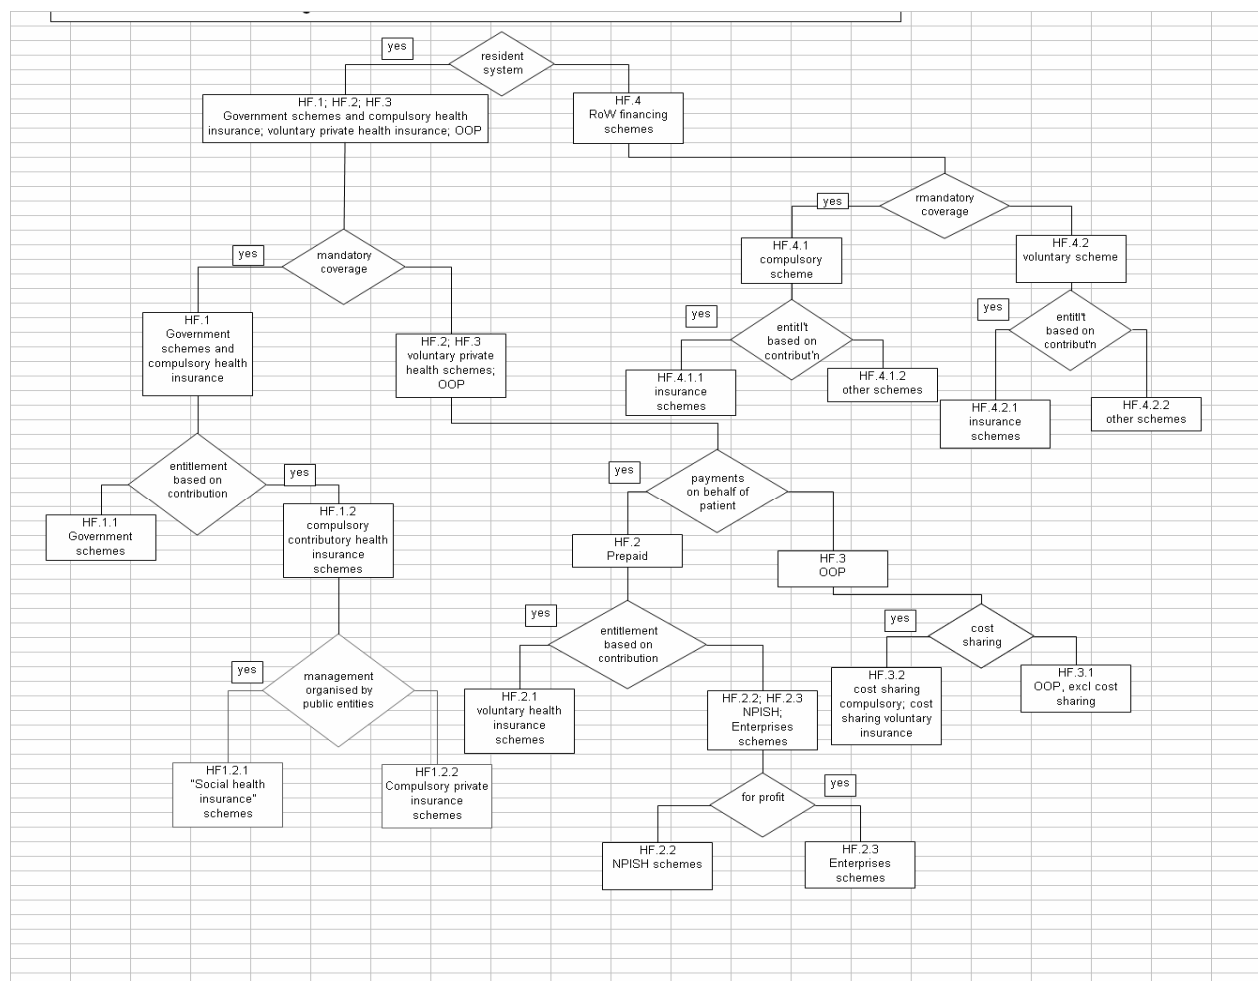 yes
resident
system
HF.1; HF.2; HF.3
Government schemes and compulsory health
insurance; voluntary private health insurance; OOP
HF.4
RoW financing
schemes
yes
rmandatory
coverage
HF.4.1
compulsory
scheme
HF.4.2
voluntary scheme
yes
mandatory
coverage
yes
entitl't
based on
contribut'n
yes
entitl't
based on
contribut'n
HF.1
Government
schemes and
compulsory health
insurance
HF.2; HF.3
voluntary private
health schemes;
OOP
HF.4.1.1
insurance
schemes
HF.4.1.2
other schemes
HF.4.2.1
insurance
schemes
HF.4.2.2
other schemes
entitlement
based on
contribution
yes
yes
payments
on behalf of
patient
HF.1.1
Government
schemes
HF.1.2
compulsory
contributory health
insurance
schemes
HF.2
Prepaid
HF.3
OOP
yes
entitlement
based on
contribution
yes
cost
sharing
yes
management
organised by
public entities
HF.2.1
voluntary health
insurance
schemes
HF.2.2; HF.2.3
NPISH;
Enterprises
schemes
HF.3.2
cost sharing
compulsory; cost
sharing voluntary
insurance
HF.3.1
OOP, excl cost
sharing
HF1.2.1
"Social health
insurance"
schemes
HF1.2.2
Compulsory private
insurance
schemes
for profit
yes
HF.2.2
NPISH schemes
HF.2.3
Enterprises
schemes